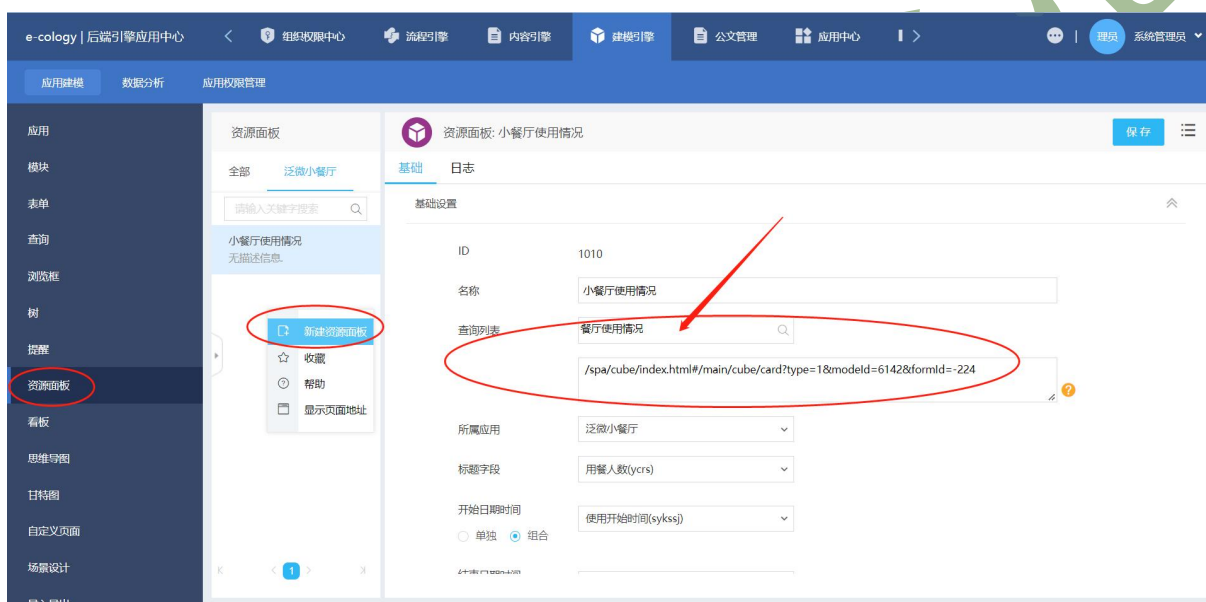 e-cology | 后端引擎应用中心
组织权限中心
流程引擎
内容引擎
建模引擎
公文管理
应用中心
理员
系统管理员
应用建模
数据分析
应用权限管理
应用
模块
表单
查询
浏览框
树
提醒
资源面板
看板
思维导图
甘特图
自定义页面
场景设计
资源面板
全部
泛微小餐厅
请输入关键字搜索
小餐厅使用情况
无描述信息.
新建资源面板
收藏
帮助
显示页面地址
1
资源面板: 小餐厅使用情况
保存
基础
日志
基础设置
ID
1010
名称
小餐厅使用情况
查询列表
餐厅使用情况
/spa/cube/index.html#/main/cube/card?type=1&modeId=6142&formId=-224
所属应用
泛微小餐厅
标题字段
用餐人数(ycrs)
开始日期时间
使用开始时间(sykssj)
单独
组合